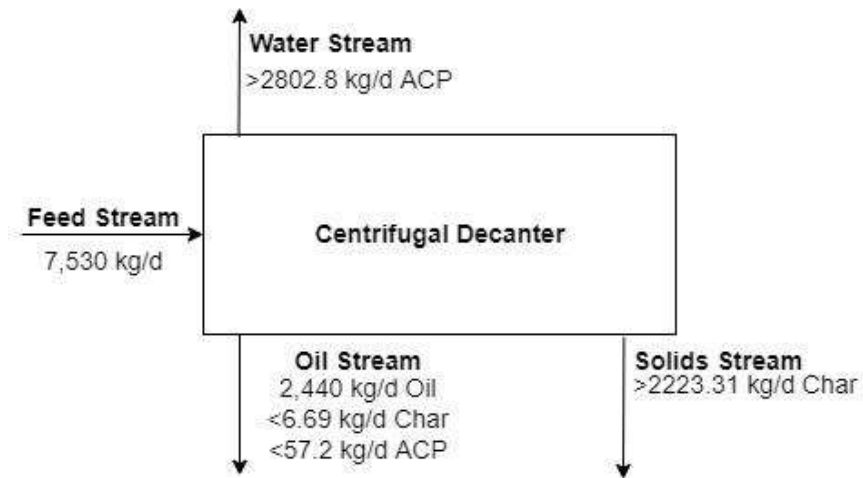 Water Stream
>2802.8 kg/d ACP
Feed Stream
7,530 kg/d
Centrifugal Decanter
Oil Stream
2,440 kg/d Oil
<6.69 kg/d Char
<57.2 kg/d ACP
Solids Stream
>2223.31 kg/d Char